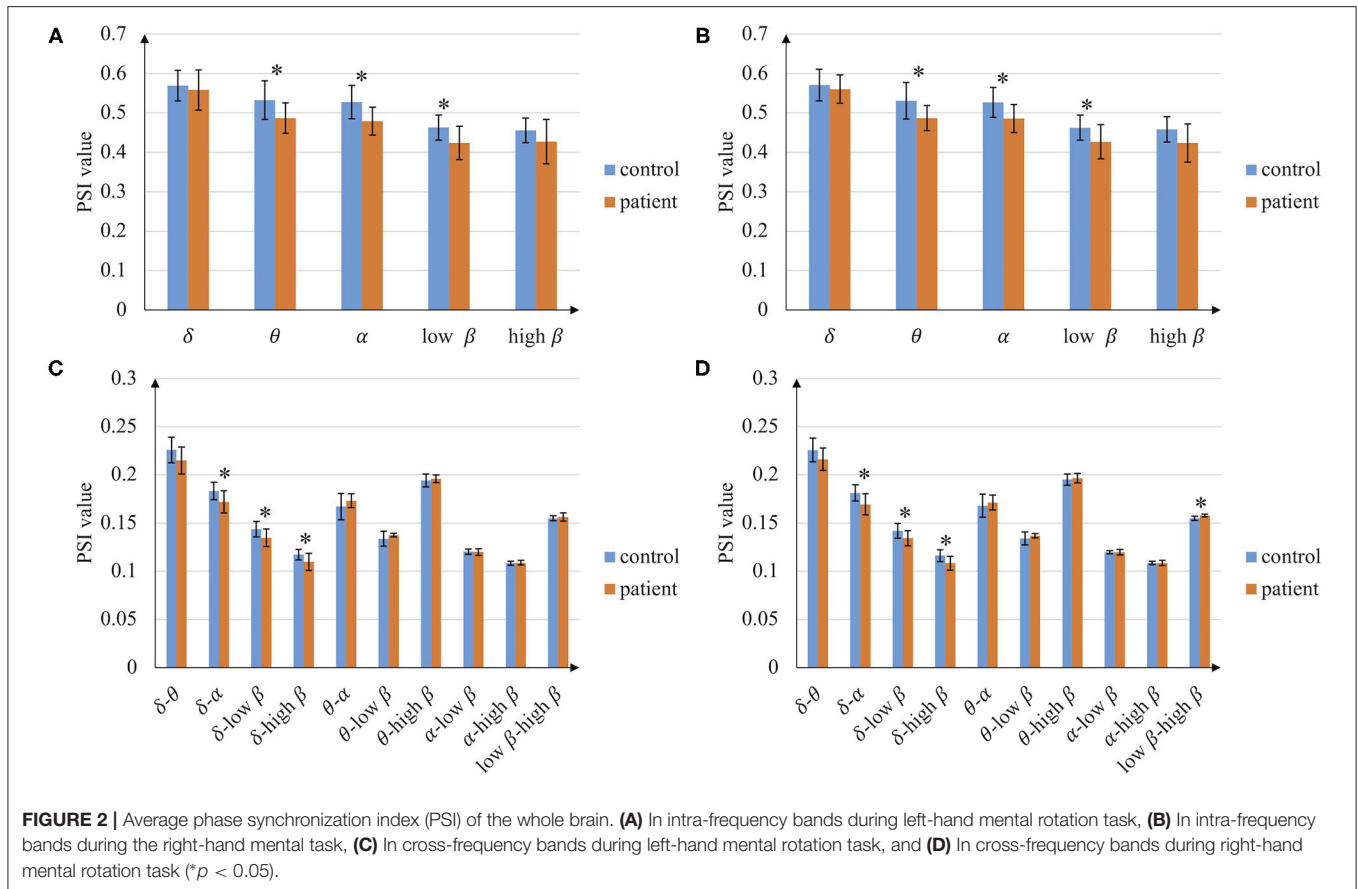 A
0.7
0.6
0.5
0.4
0.3
0.2
0.1
0
PSI value
* * *
δ θ α low β high β
control
patient
B
0.7
0.6
0.5
0.4
0.3
0.2
0.1
0
PSI value
* * *
δ θ α low β high β
control
patient
C
0.3
0.25
0.2
0.15
0.1
0.05
0
PSI value
* * *
δ-θ
δ-α
δ-low β
δ-high β
θ-α
θ-low β
θ-high β
α-low β
α-high β
low β-high β
control
patient
D
0.3
0.25
0.2
0.15
0.1
0.05
0
PSI value
* * * *
δ-θ
δ-α
δ-low β
δ-high β
θ-α
θ-low β
θ-high β
α-low β
α-high β
low β-high β
control
patient
FIGURE 2 | Average phase synchronization index (PSI) of the whole brain. (A) In intra-frequency bands during left-hand mental rotation task, (B) In intra-frequency
bands during the right-hand mental task, (C) In cross-frequency bands during left-hand mental rotation task, and (D) In cross-frequency bands during right-hand
mental rotation task (*p < 0.05).